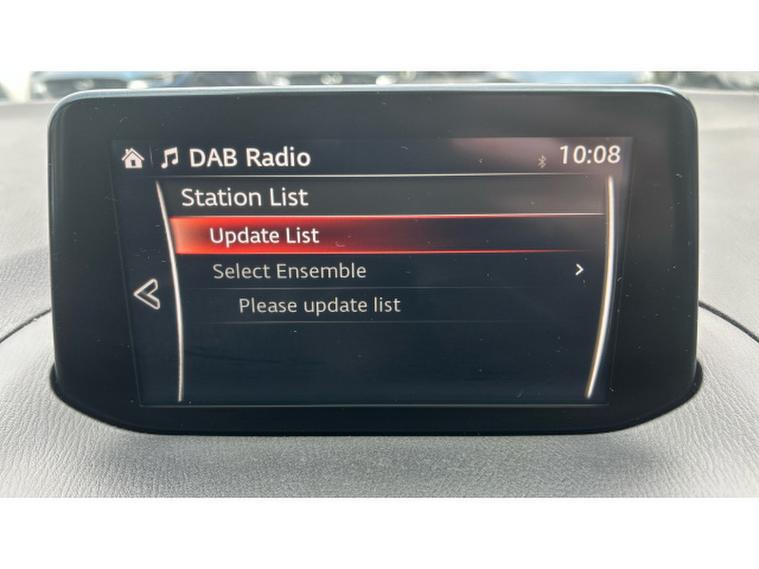 DAB Radio 10:08
Station List
Update List
Select Ensemble
Please update list